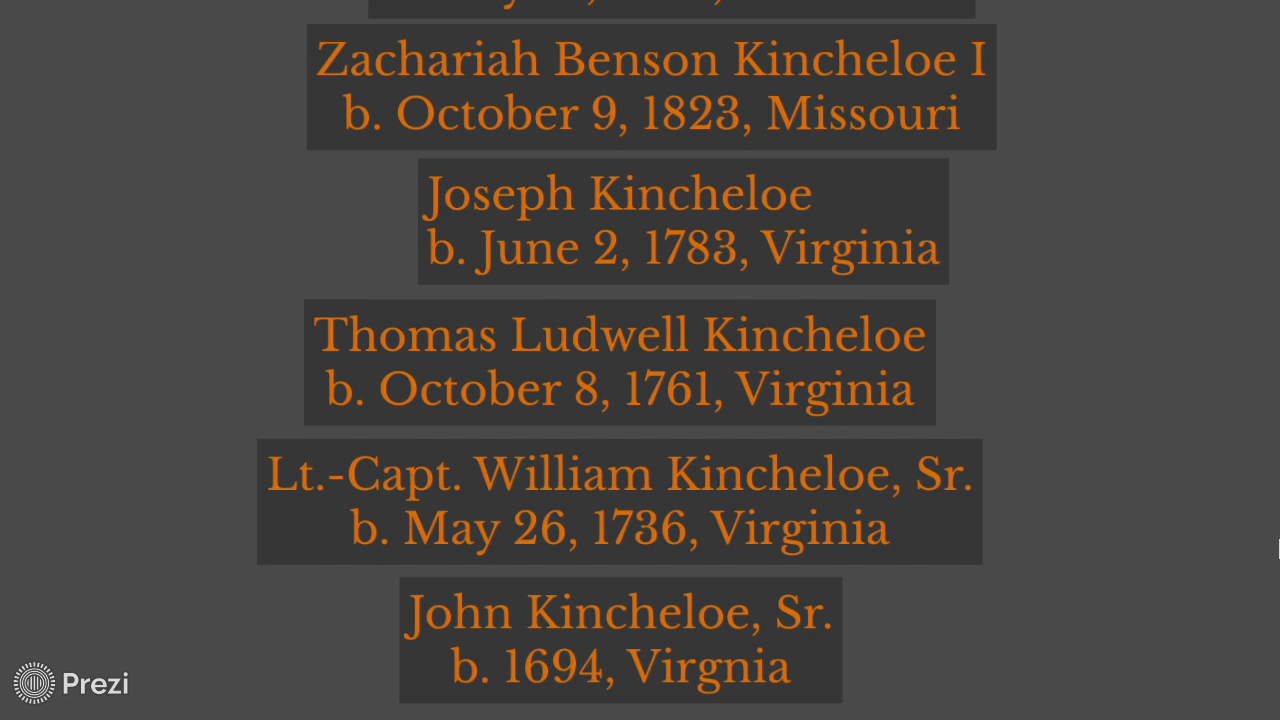 Zachariah Benson Kincheloe I
b. October 9, 1823, Missouri
Joseph Kincheloe
b. June 2, 1783, Virginia
Thomas Ludwell Kincheloe
b. October 8, 1761, Virginia
Lt.-Capt. William Kincheloe, Sr.
b. May 26, 1736, Virginia
John Kincheloe, Sr.
b. 1694, Virgnia
Prezi